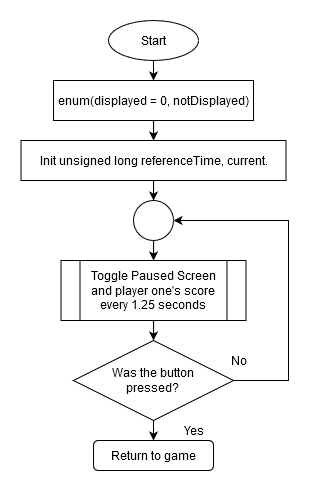 Start
enum(displayed = 0, notDisplayed)
Init unsigned long referenceTime, current.
Toggle Paused Screen
and player one's score
every 1.25 seconds
Was the button
pressed?
No
Yes
Return to game